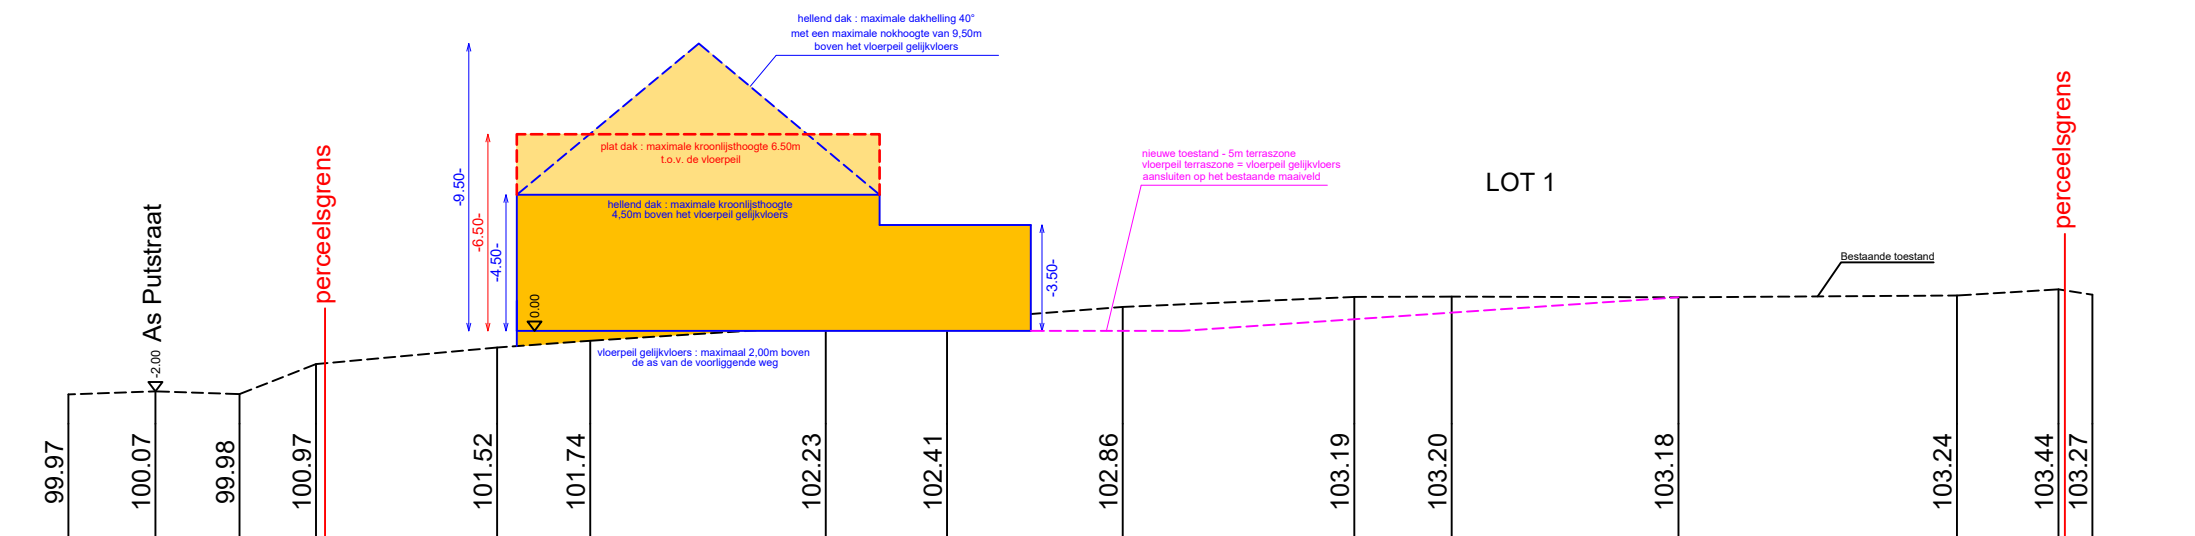 hellend dak : maximale dakhelling 40°
met een maximale nokhoogte van 9,50m
boven het vloerpeil gelijkvloers
plat dak : maximale kroonlijsthoogte 6.50m
t.o.v. de vloerpeil
hellend dak : maximale kroonlijsthoogte
4,50m boven het vloerpeil gelijkvloers
-9.50-
-6.50-
-4.50-
0.00
-3.50-
vloerpeil gelijkvloers : maximaal 2,00m boven
de as van de voorliggende weg
nieuwe toestand - 5m terraszone
vloerpeil terraszone = vloerpeil gelijkvloers
aansluiten op het bestaande maaiveld
LOT 1
Bestaande toestand
perceelsgrens
perceelsgrens
As Putstraat
-2.00
99.97
100.07
99.98
100.97
101.52
101.74
102.23
102.41
102.86
103.19
103.20
103.18
103.24
103.44
103.27